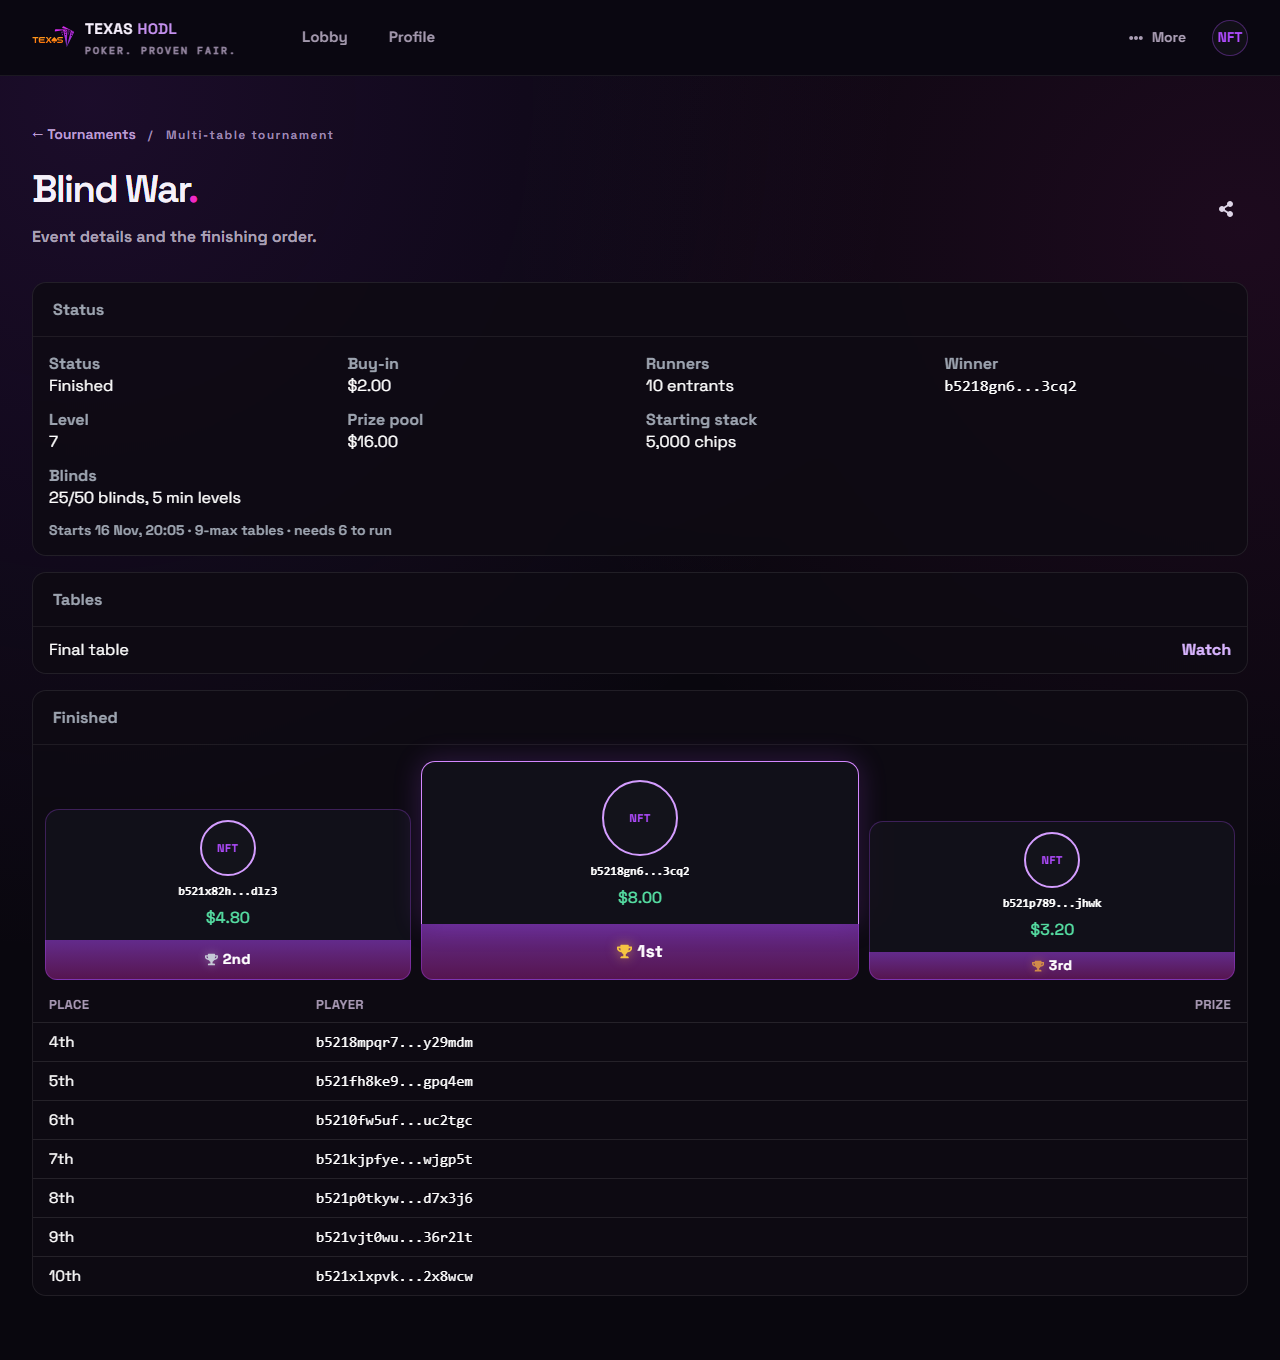 TEXAS
TEXAS HODL
POKER. PROVEN FAIR.
Lobby
Profile
••• More
NFT
← Tournaments / Multi-table tournament
Blind War.
Event details and the finishing order.
Status
Status
Finished
Buy-in
$2.00
Runners
10 entrants
Winner
b5218gn6...3cq2
Level
7
Prize pool
$16.00
Starting stack
5,000 chips
Blinds
25/50 blinds, 5 min levels
Starts 16 Nov, 20:05 · 9-max tables · needs 6 to run
Tables
Final table Watch
Finished
NFT
b521x82h...dlz3
$4.80
2nd
NFT
b5218gn6...3cq2
$8.00
1st
NFT
b521p789...jhwk
$3.20
3rd
PLACE PLAYER PRIZE
4th b5218mpqr7...y29mdm
5th b521fh8ke9...gpq4em
6th b5210fw5uf...uc2tgc
7th b521kjpfye...wjgp5t
8th b521p0tkyw...d7x3j6
9th b521vjt0wu...36r2lt
10th b521xlxpvk...2x8wcw